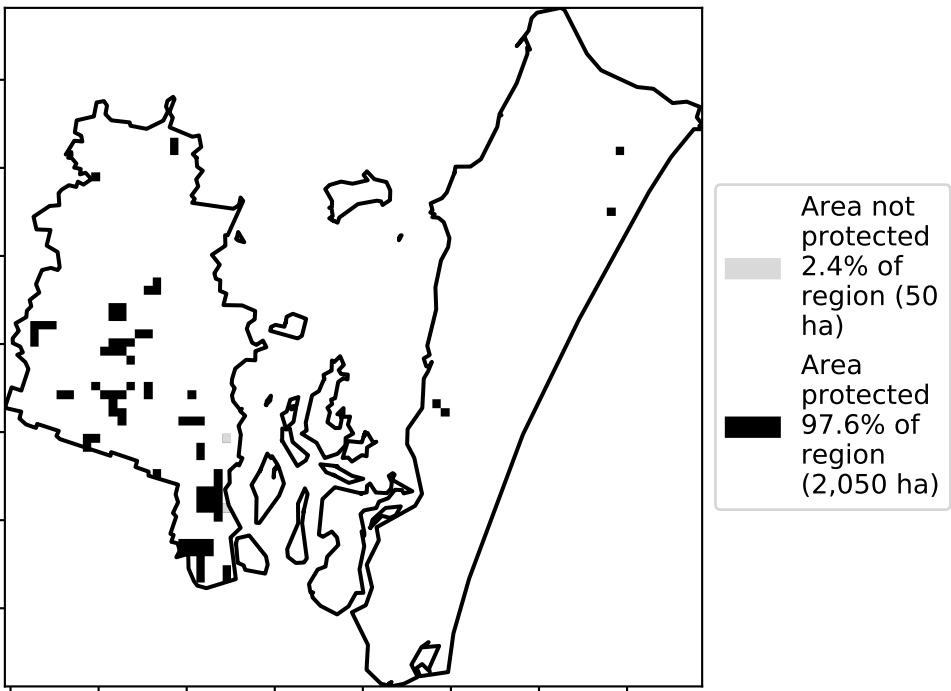 Area not
protected
2.4% of
region (50
ha)
Area
protected
97.6% of
region
(2,050 ha)